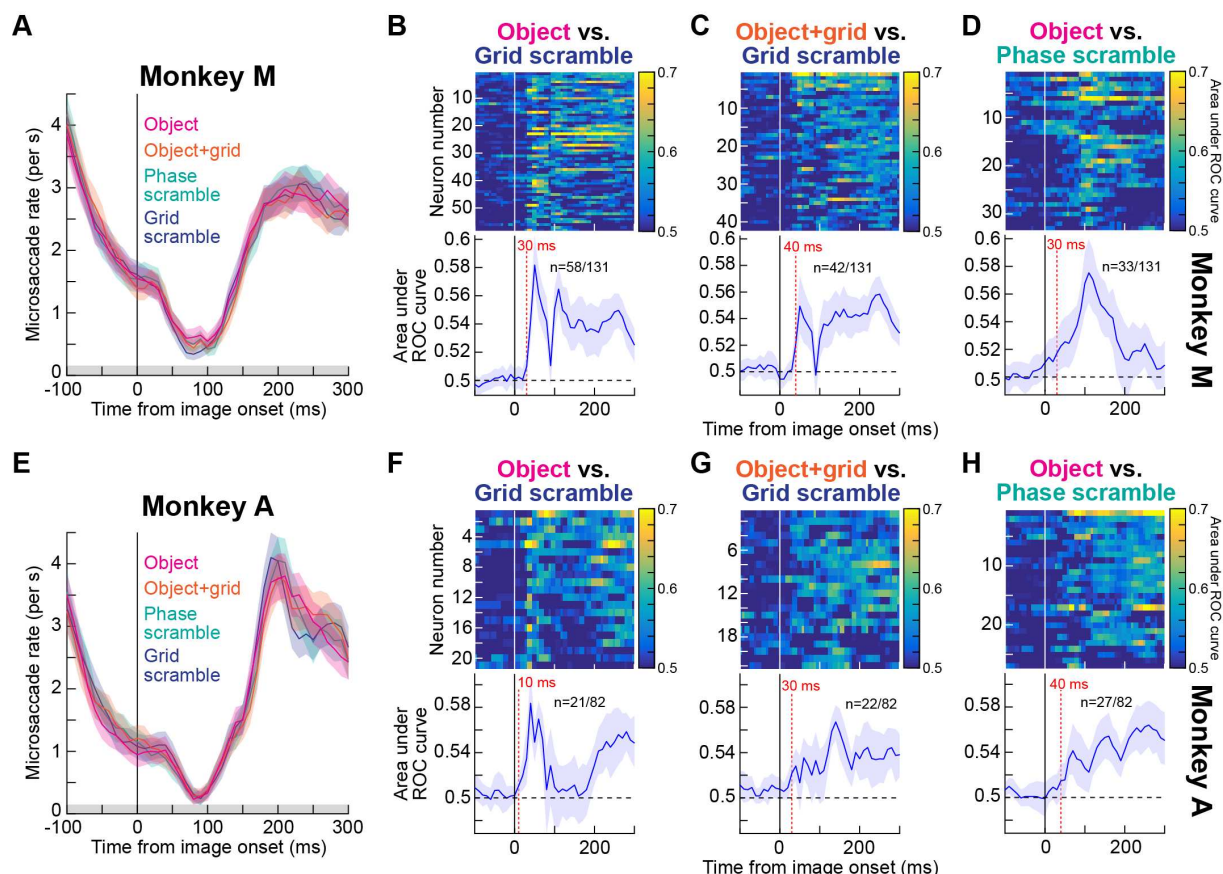 A
Monkey M
Microsaccade rate (per s)
4
3
2
1
0
Object
Object+grid
Phase
scramble
Grid
scramble
-100
0
100
200
300
Time from image onset (ms)
B
Object vs.
Grid scramble
Neuron number
10
20
30
40
50
0.7
0.6
0.5
Area under
ROC curve
0.6
0.58
0.56
0.54
0.52
0.5
30 ms
n=58/131
0
200
C
Object+grid vs.
Grid scramble
10
20
30
40
0.7
0.6
0.5
0.6
0.58
0.56
0.54
0.52
0.5
40 ms
n=42/131
0
200
Time from image onset (ms)
D
Object vs.
Phase scramble
10
20
30
0.7
0.6
0.5
Area under ROC curve
0.6
0.58
0.56
0.54
0.52
0.5
30 ms
n=33/131
0
200
Monkey M
E
Monkey A
Microsaccade rate (per s)
4
3
2
1
0
Object
Object+grid
Phase
scramble
Grid
scramble
-100
0
100
200
300
Time from image onset (ms)
F
Object vs.
Grid scramble
Neuron number
4
8
12
16
20
0.7
0.6
0.5
Area under
ROC curve
0.58
0.54
0.5
10 ms
n=21/82
0
200
G
Object+grid vs.
Grid scramble
6
12
18
0.7
0.6
0.5
0.58
0.54
0.5
30 ms
n=22/82
0
200
Time from image onset (ms)
H
Object vs.
Phase scramble
10
20
0.7
0.6
0.5
Area under ROC curve
0.58
0.54
0.5
40 ms
n=27/82
0
200
Monkey A